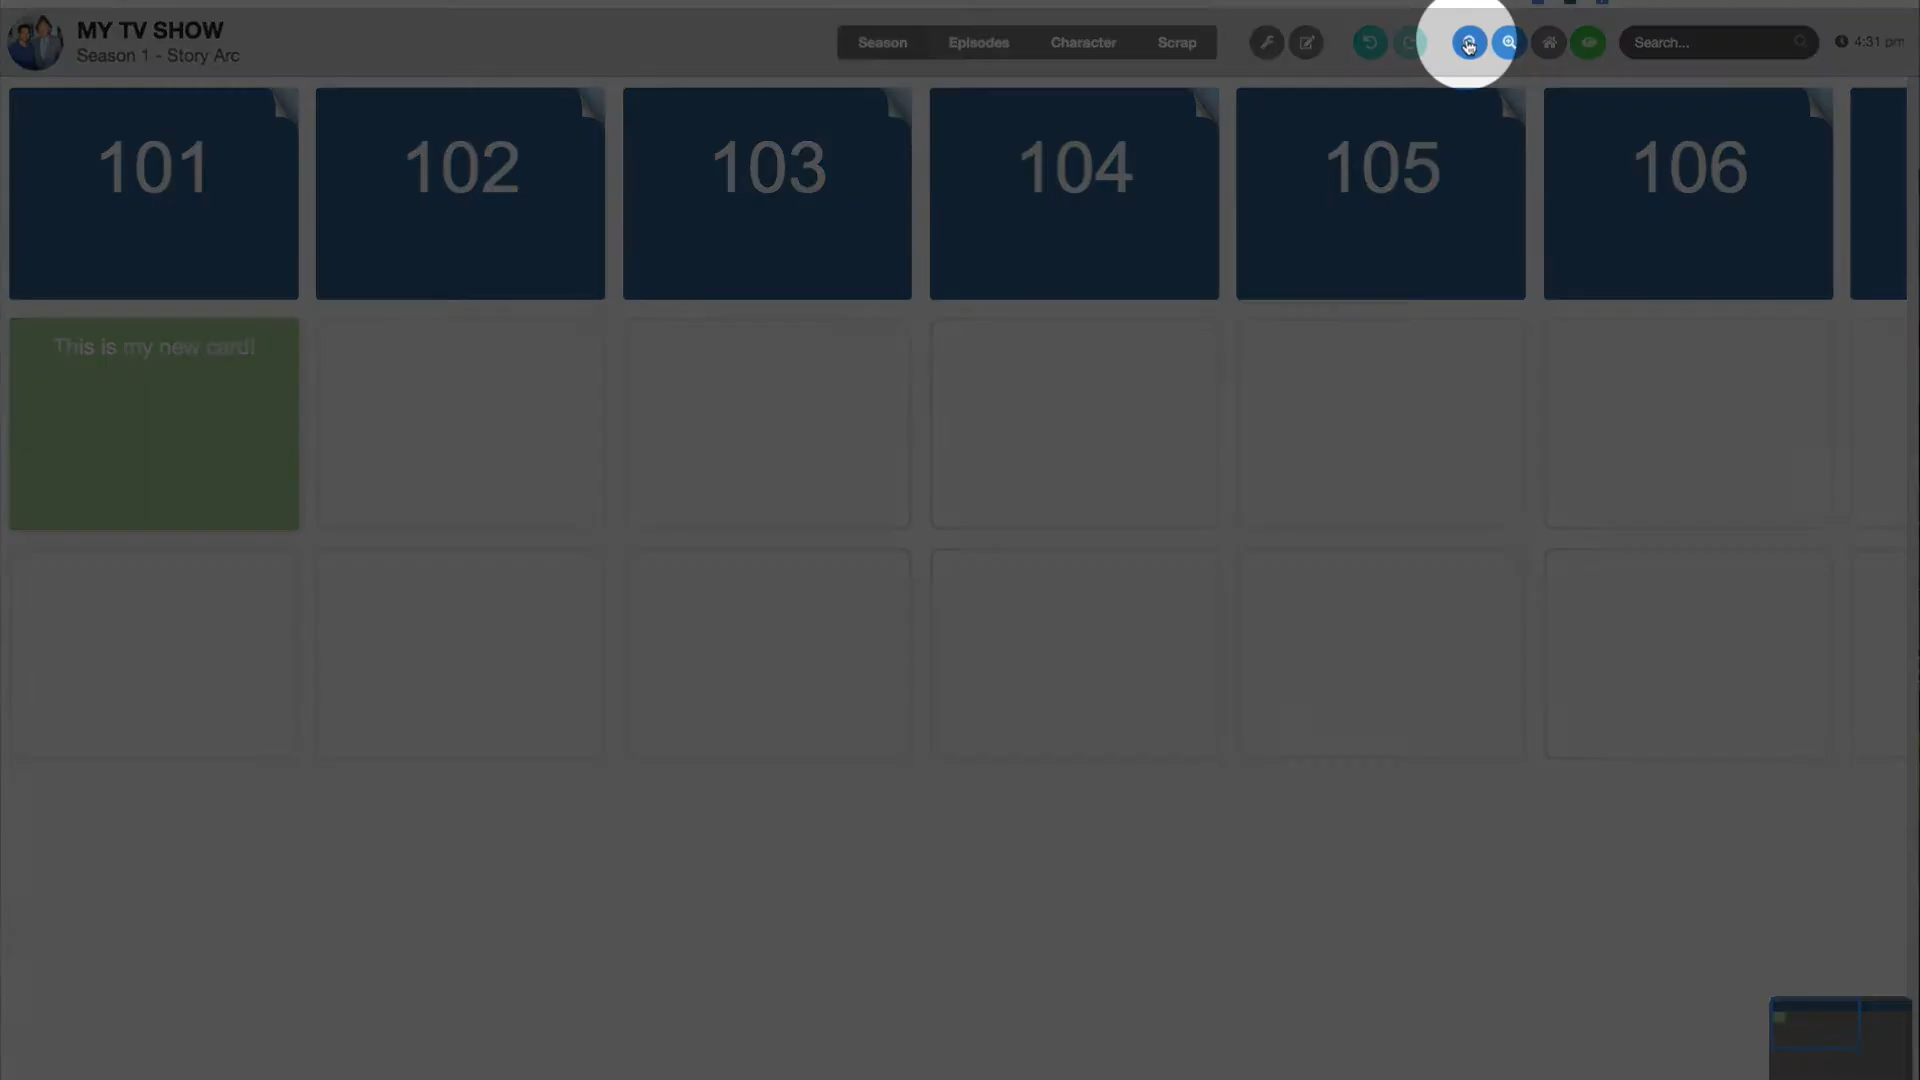 MY TV SHOW
Season 1 - Story Arc
Season Episodes Character Scrap
Search...
4:31 pm
101 102 103 104 105 106
This is my new card!